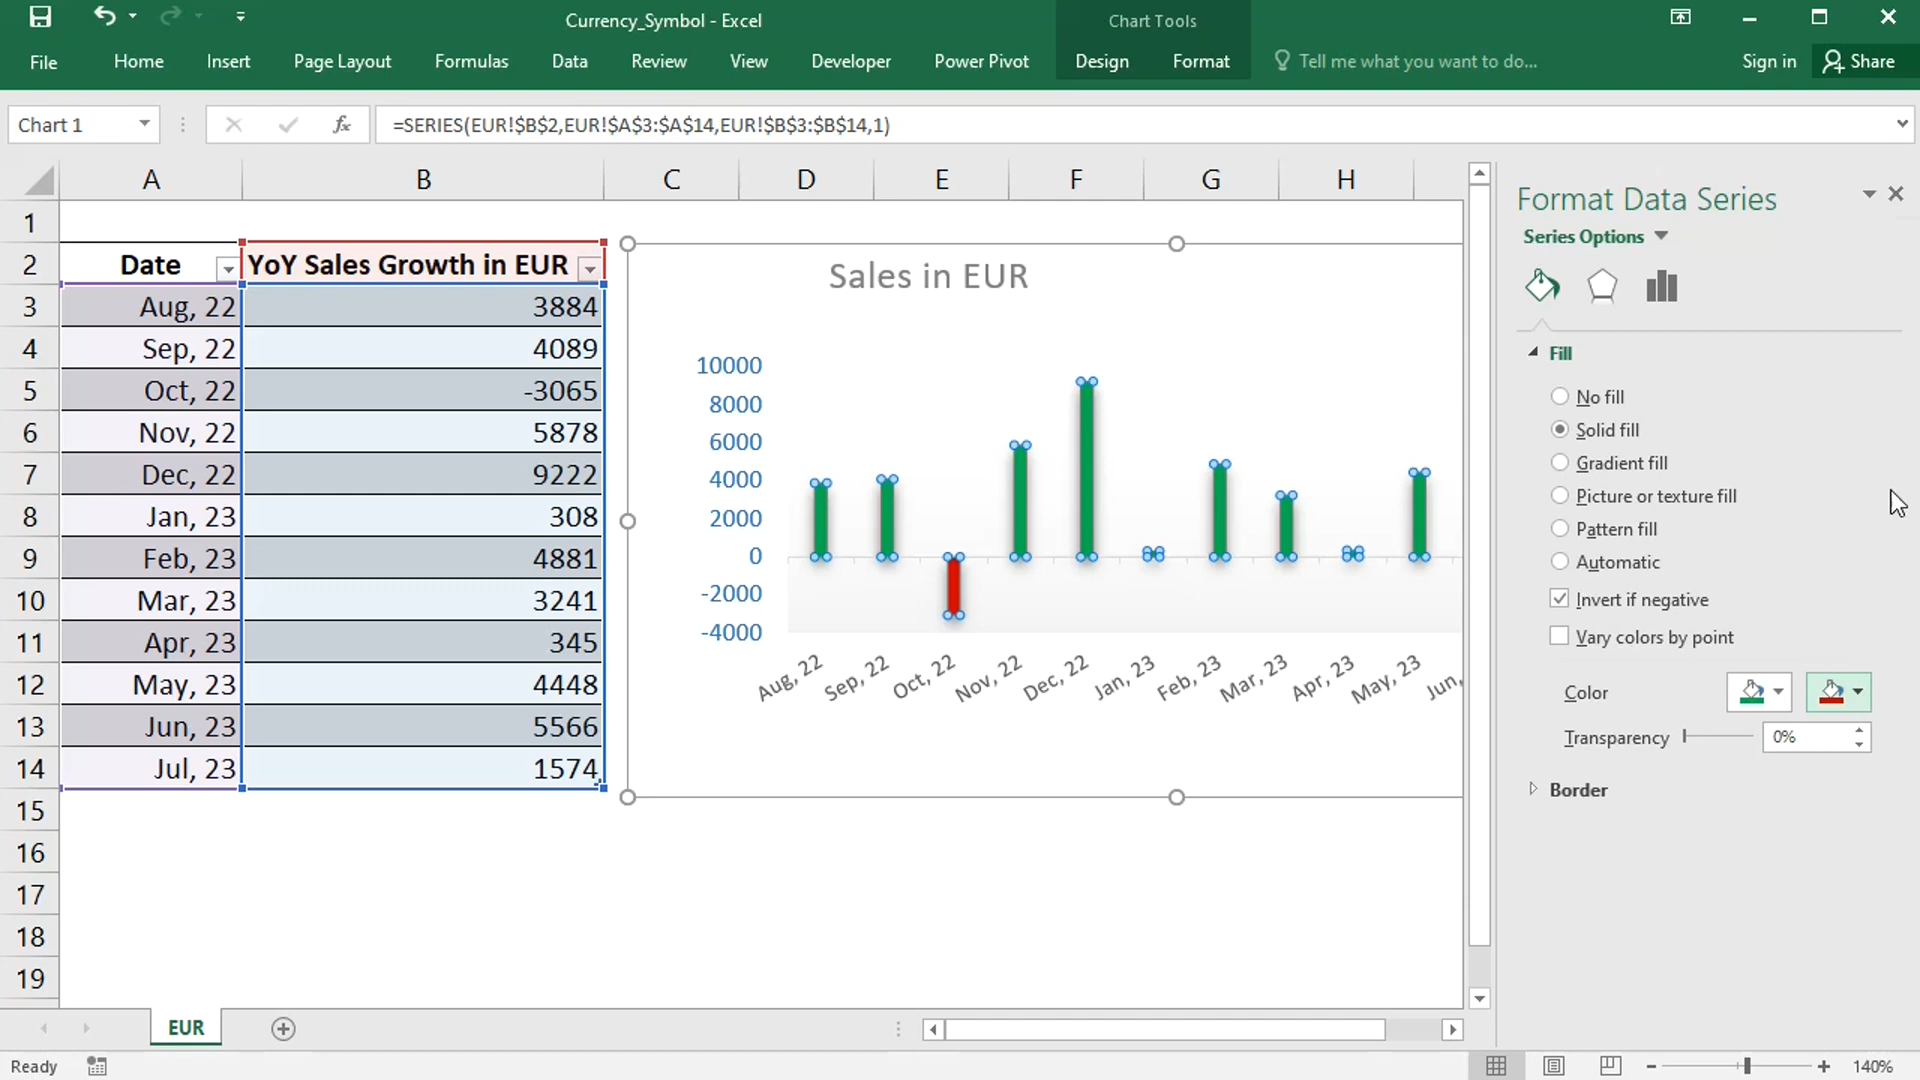 Currency_Symbol - Excel
Chart Tools
File Home Insert Page Layout Formulas Data Review View Developer Power Pivot Design Format Tell me what you want to do... Sign in Share
Chart 1 fx =SERIES(EUR!$B$2,EUR!$A$3:$A$14,EUR!$B$3:$B$14,1)
A B C D E F G H
1
2 Date YoY Sales Growth in EUR
3 Aug, 22 3884
4 Sep, 22 4089
5 Oct, 22 -3065
6 Nov, 22 5878
7 Dec, 22 9222
8 Jan, 23 308
9 Feb, 23 4881
10 Mar, 23 3241
11 Apr, 23 345
12 May, 23 4448
13 Jun, 23 5566
14 Jul, 23 1574
15
16
17
18
19
Sales in EUR
10000
8000
6000
4000
2000
0
-2000
-4000
Aug, 22 Sep, 22 Oct, 22 Nov, 22 Dec, 22 Jan, 23 Feb, 23 Mar, 23 Apr, 23 May, 23 Jun,
Format Data Series
Series Options
Fill
No fill
Solid fill
Gradient fill
Picture or texture fill
Pattern fill
Automatic
Invert if negative
Vary colors by point
Color
Transparency 0%
Border
EUR
Ready
140%